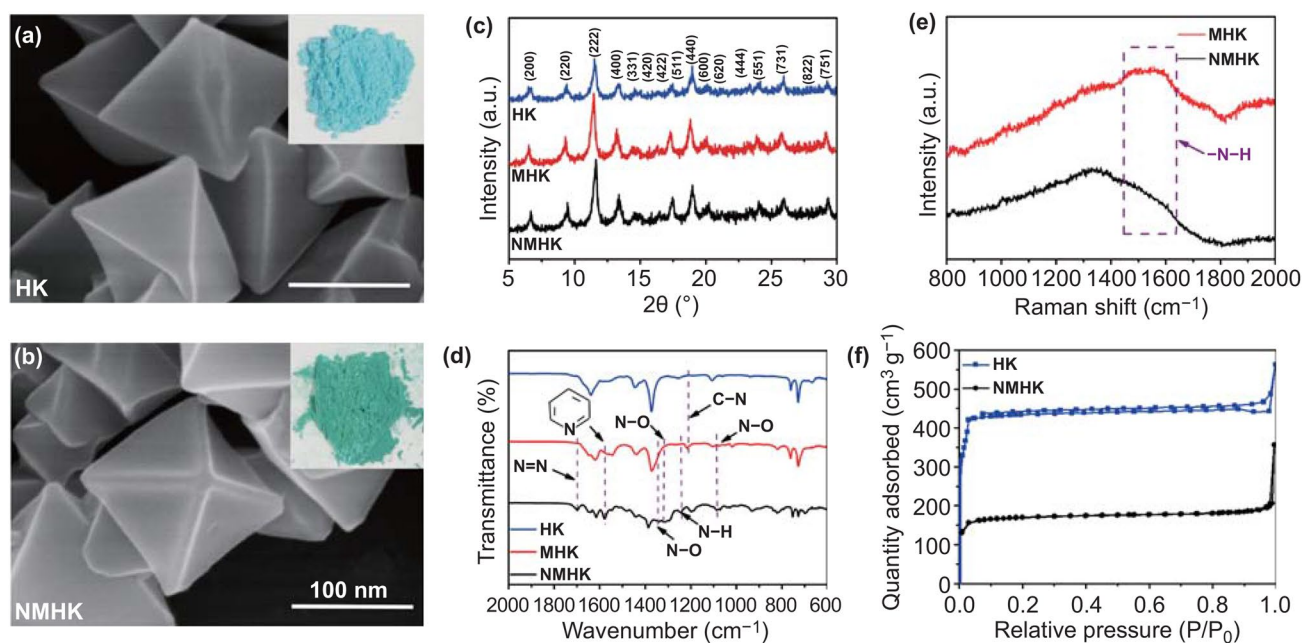 (a)
HK
(b)
NMHK
100 nm
(c)
(200)
(220)
(222)
(400)
(331)
(420)
(422)
(511)
(440)
(600)
(620)
(444)
(551)
(731)
(822)
(751)
HK
MHK
NMHK
Intensity (a.u.)
5 10 15 20 25 30
2θ (°)
(d)
N
N=N
N–O
C–N
N–O
N–H
N–O
HK
MHK
NMHK
Transmittance (%)
2000 1800 1600 1400 1200 1000 800 600
Wavenumber (cm⁻¹)
(e)
MHK
NMHK
–N–H
Intensity (a.u.)
800 1000 1200 1400 1600 1800 2000
Raman shift (cm⁻¹)
(f)
HK
NMHK
Quantity adsorbed (cm³ g⁻¹)
600
500
450
400
300
200
150
100
0
0.0 0.2 0.4 0.6 0.8 1.0
Relative pressure (P/P₀)